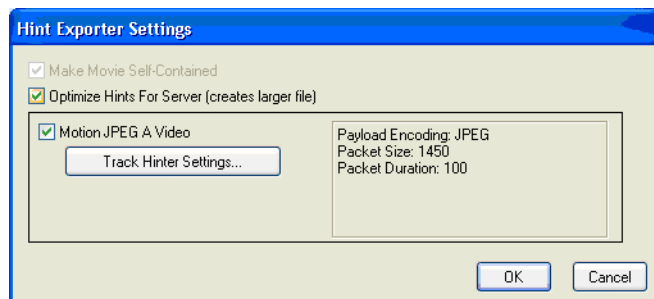 Hint Exporter Settings
Make Movie Self-Contained
Optimize Hints For Server (creates larger file)
Motion JPEG A Video
Track Hinter Settings...
Payload Encoding: JPEG
Packet Size: 1450
Packet Duration: 100
OK
Cancel